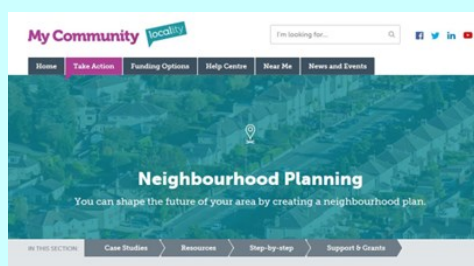 My Community locality
I'm looking for...
Home Take Action Funding Options Help Centre Near Me News and Events
Neighbourhood Planning
You can shape the future of your area by creating a neighbourhood plan.
IN THIS SECTION: Case Studies Resources Step-by-step Support & Grants